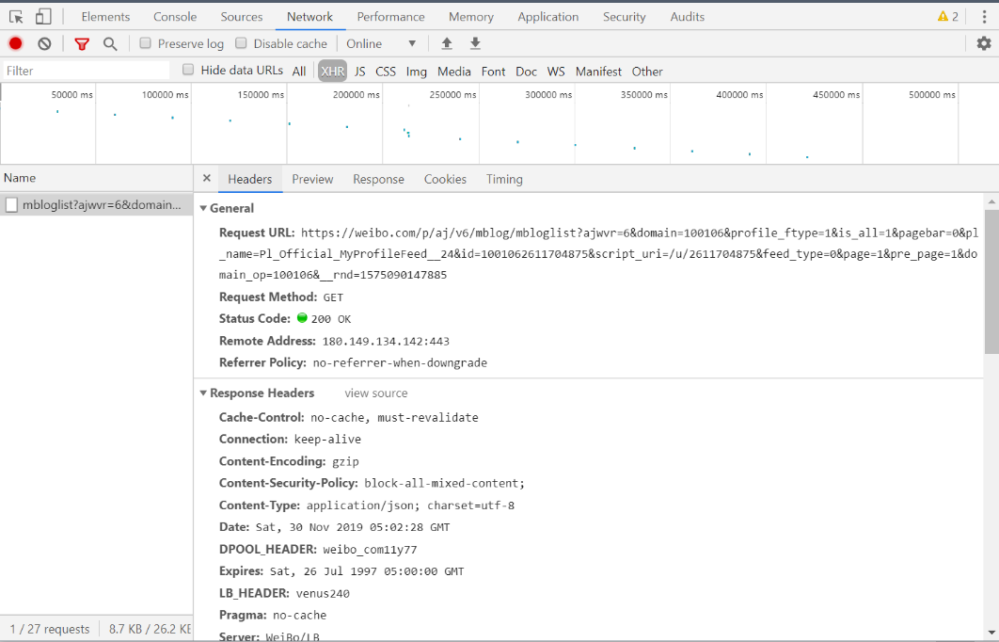 Elements Console Sources Network Performance Memory Application Security Audits 2
Preserve log Disable cache Online
Filter Hide data URLs All XHR JS CSS Img Media Font Doc WS Manifest Other
50000 ms 100000 ms 150000 ms 200000 ms 250000 ms 300000 ms 350000 ms 400000 ms 450000 ms 500000 ms
Name
Headers Preview Response Cookies Timing
mbloglist?ajwvr=6&domain...
General
Request URL: https://weibo.com/p/aj/v6/mblog/mbloglist?ajwvr=6&domain=100106&profile_ftype=1&is_all=1&pagebar=0&pl
_name=Pl_Official_MyProfileFeed__24&id=1001062611704875&script_uri=/u/2611704875&feed_type=0&page=1&pre_page=1&do
main_op=100106&__rnd=1575090147885
Request Method: GET
Status Code: 200 OK
Remote Address: 180.149.134.142:443
Referrer Policy: no-referrer-when-downgrade
Response Headers view source
Cache-Control: no-cache, must-revalidate
Connection: keep-alive
Content-Encoding: gzip
Content-Security-Policy: block-all-mixed-content;
Content-Type: application/json; charset=utf-8
Date: Sat, 30 Nov 2019 05:02:28 GMT
DPOOL_HEADER: weibo_com11y77
Expires: Sat, 26 Jul 1997 05:00:00 GMT
LB_HEADER: venus240
Pragma: no-cache
Server: WeiBo/LB
1 / 27 requests 8.7 KB / 26.2 KE